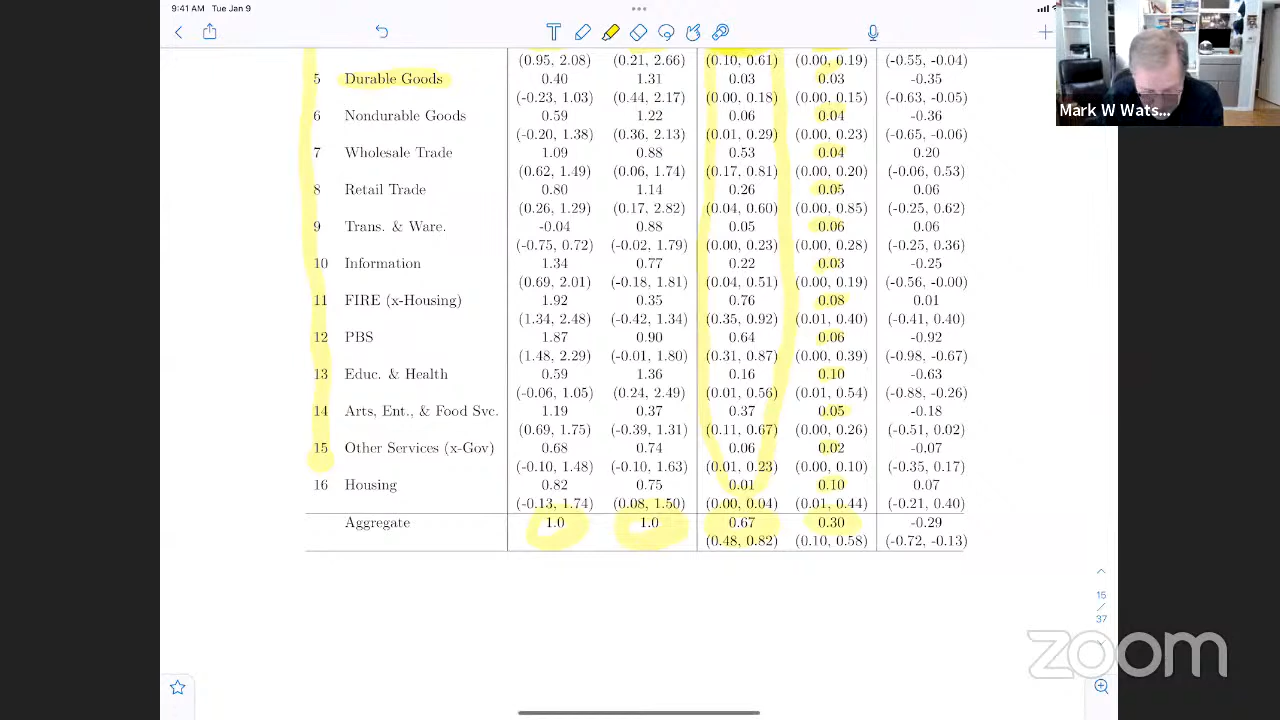 9:41 AM Tue Jan 9
(0.95, 2.08) (0.21, 2.66) (0.10, 0.61) (0.00, 0.19) (-0.55, -0.04)
5 Durable Goods 0.40 1.31 0.03 0.03 -0.35
(-0.23, 1.03) (0.44, 2.17) (0.00, 0.18) (0.00, 0.15) (-0.63, -0.05)
6 Goods 0.59 1.22 0.06 0.04 -0.36
(-0.20, 1.38) (0.36, 2.13) (0.01, 0.29) (0.00, 0.23) (-0.65, -0.06)
7 Wholesale Trade 1.09 0.88 0.53 0.04 0.20
(0.62, 1.49) (0.06, 1.74) (0.17, 0.81) (0.00, 0.20) (-0.06, 0.53)
8 Retail Trade 0.80 1.14 0.26 0.05 0.06
(0.26, 1.29) (0.17, 2.82) (0.04, 0.60) (0.00, 0.85) (-0.25, 0.62)
9 Trans. & Ware. -0.04 0.88 0.05 0.06 0.06
(-0.75, 0.72) (-0.02, 1.79) (0.00, 0.23) (0.00, 0.28) (-0.25, 0.36)
10 Information 1.34 0.77 0.22 0.03 -0.25
(0.69, 2.01) (-0.18, 1.81) (0.04, 0.51) (0.00, 0.19) (-0.56, -0.00)
11 FIRE (x-Housing) 1.92 0.35 0.76 0.08 0.01
(1.34, 2.48) (-0.42, 1.34) (0.35, 0.92) (0.01, 0.40) (-0.41, 0.40)
12 PBS 1.87 0.90 0.64 0.06 -0.92
(1.48, 2.29) (-0.01, 1.80) (0.31, 0.87) (0.00, 0.39) (-0.98, -0.67)
13 Educ. & Health 0.59 1.36 0.16 0.10 -0.63
(-0.06, 1.05) (0.24, 2.49) (0.01, 0.56) (0.01, 0.54) (-0.88, -0.26)
14 Arts, Ent., & Food Svc. 1.19 0.37 0.37 0.05 -0.18
(0.69, 1.75) (-0.39, 1.31) (0.11, 0.67) (0.00, 0.26) (-0.51, 0.02)
15 Other Services (x-Gov) 0.68 0.74 0.06 0.02 -0.07
(-0.10, 1.48) (-0.10, 1.63) (0.01, 0.23) (0.00, 0.10) (-0.35, 0.17)
16 Housing 0.82 0.75 0.01 0.10 0.07
(-0.13, 1.74) (0.08, 1.50) (0.00, 0.04) (0.01, 0.44) (-0.21, 0.40)
Aggregate 1.0 1.0 0.67 0.30 -0.29
(0.48, 0.82) (0.10, 0.58) (-0.72, -0.13)
Mark W Wats...
15
/
37
zoom